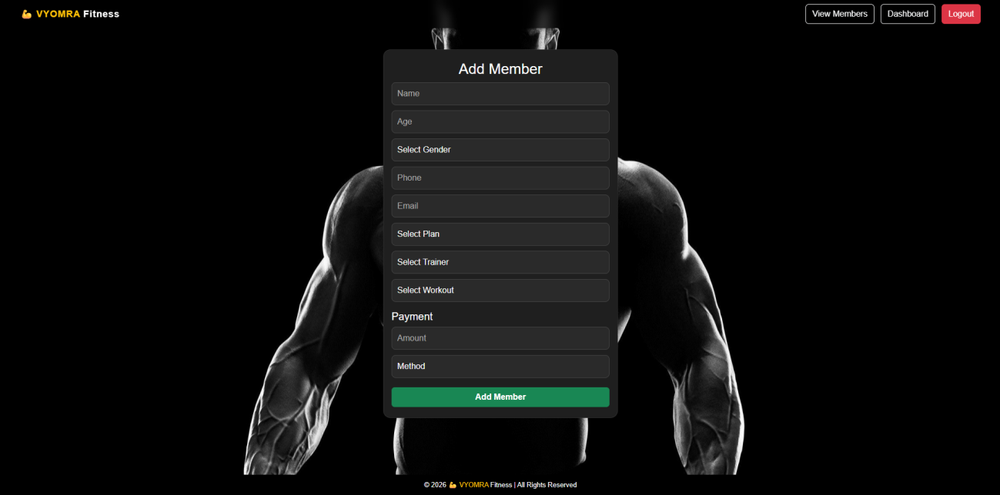 💪 VYOMRA Fitness
View Members
Dashboard
Logout
Add Member
Name
Age
Select Gender
Phone
Email
Select Plan
Select Trainer
Select Workout
Payment
Amount
Method
Add Member
© 2026 💪 VYOMRA Fitness | All Rights Reserved